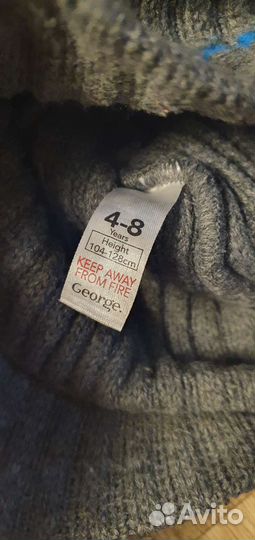 4-8
Years
Height
104-128cm
KEEP AWAY
FROM FIRE
George.
Avito